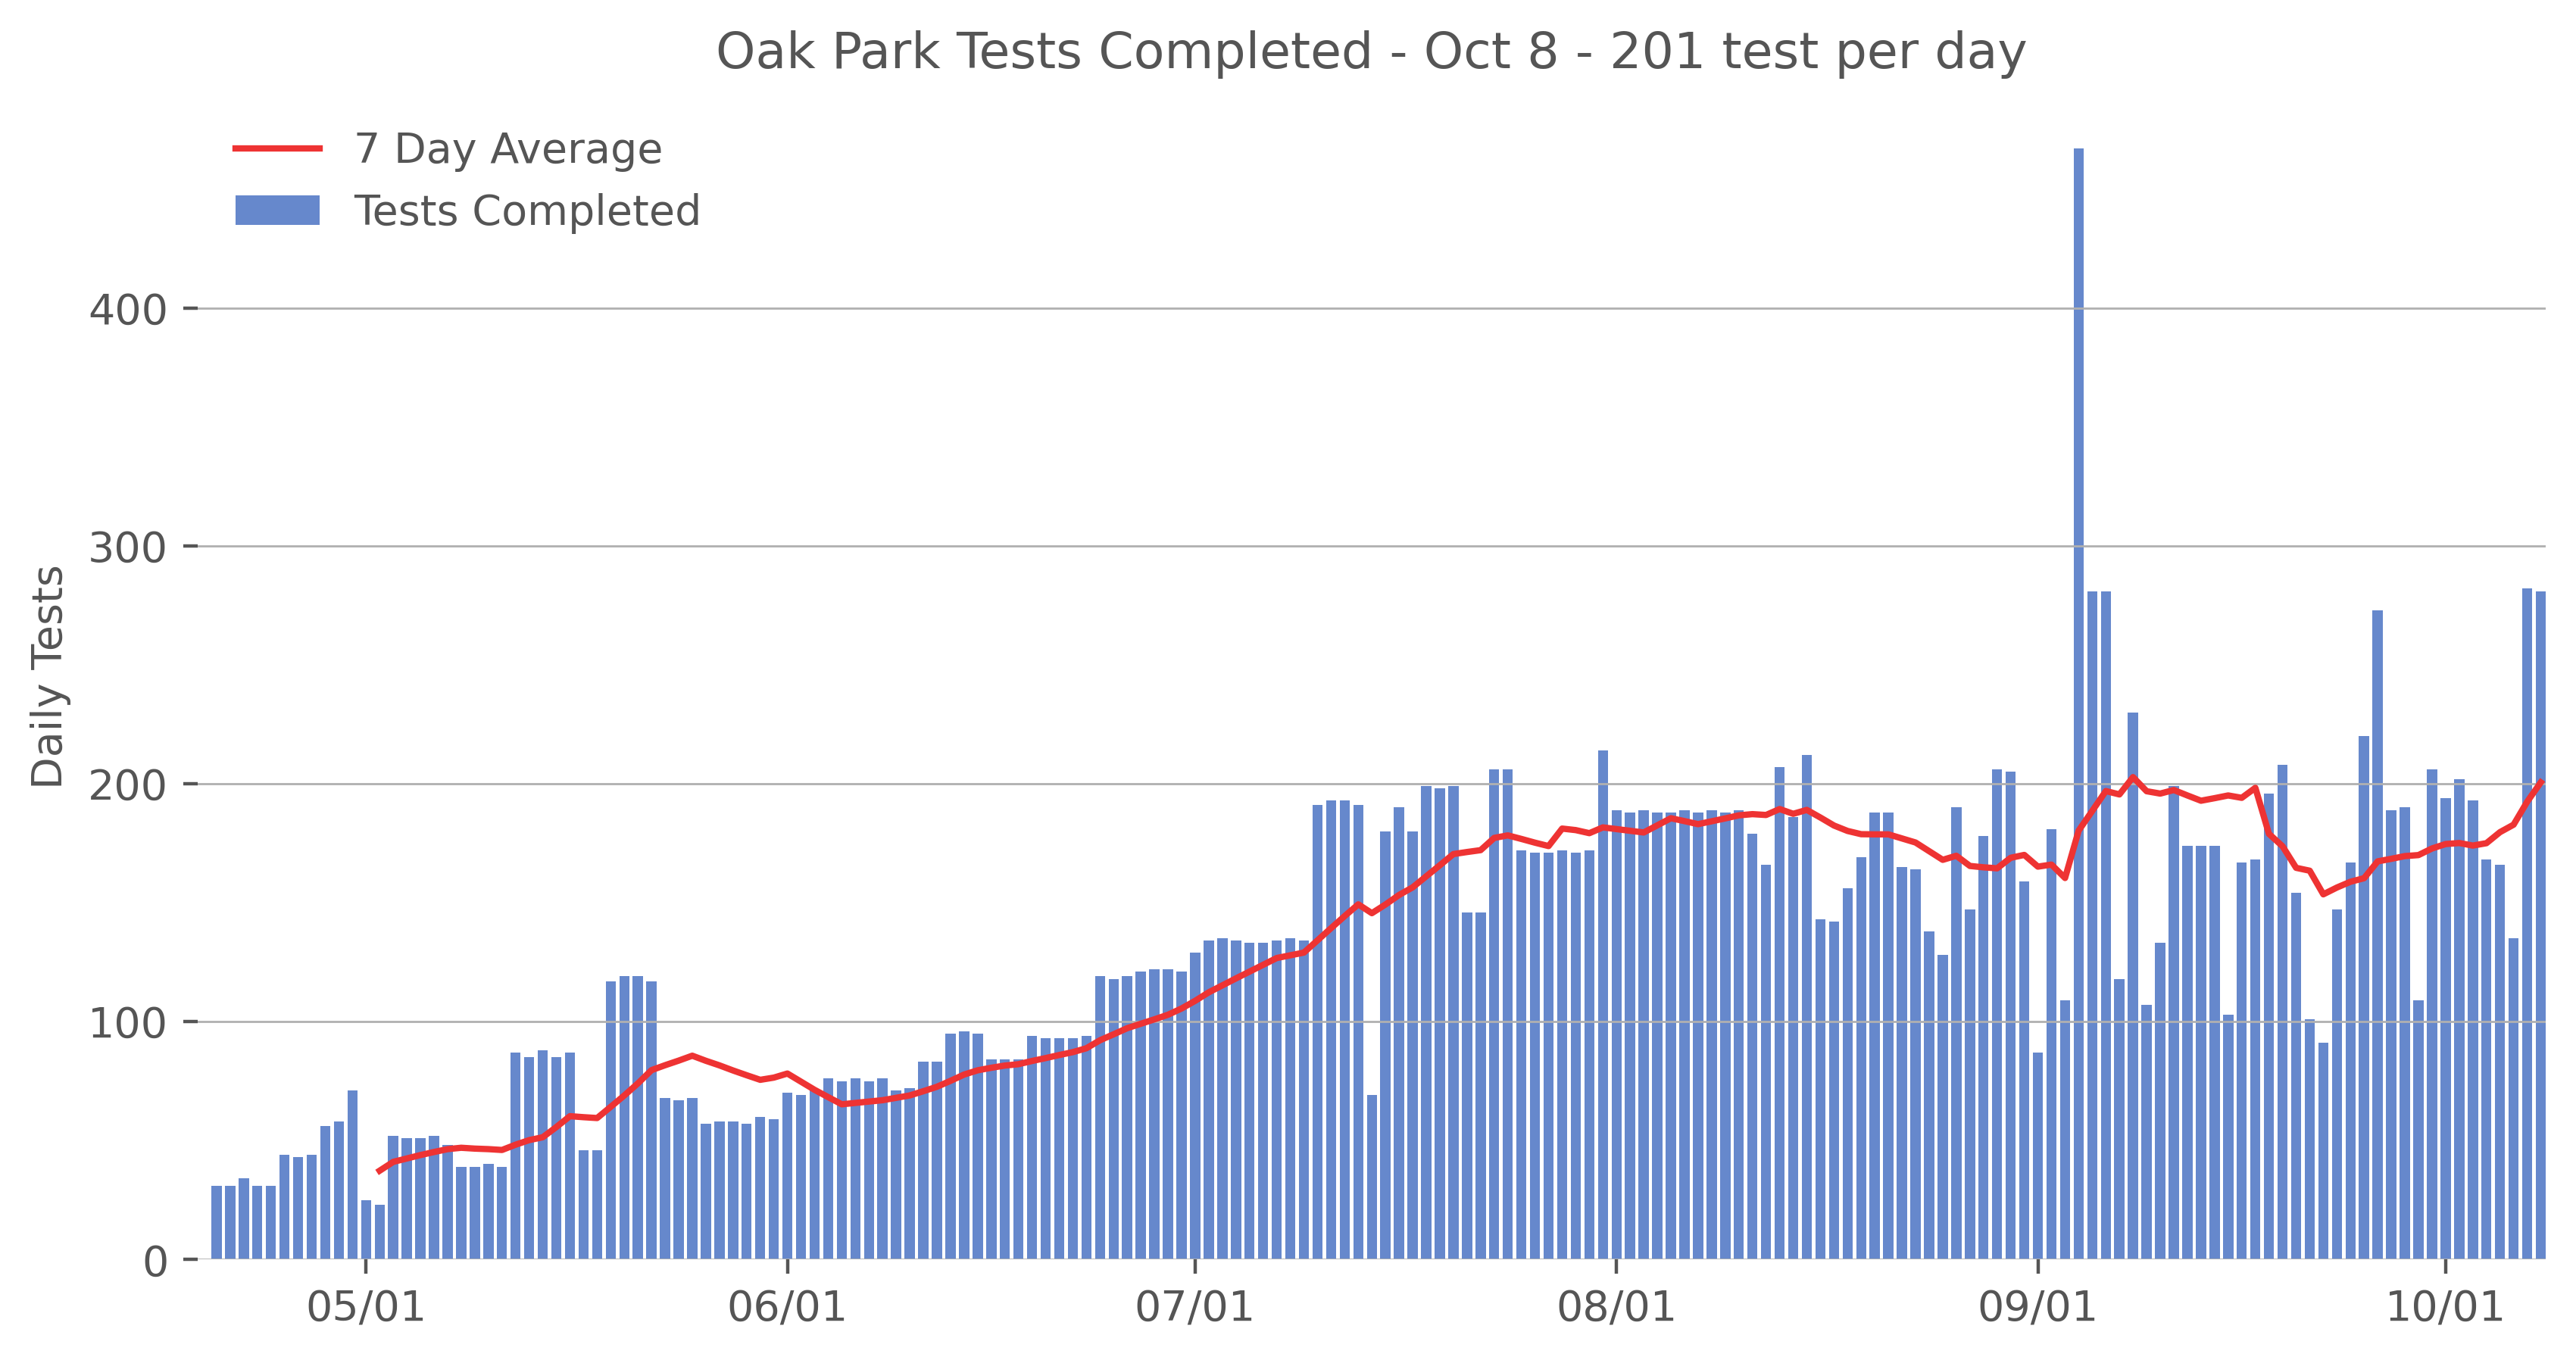 Oak Park Tests Completed - Oct 8 - 201 test per day
7 Day Average
Tests Completed
Daily Tests
400
300
200
100
0
05/01
06/01
07/01
08/01
09/01
10/01